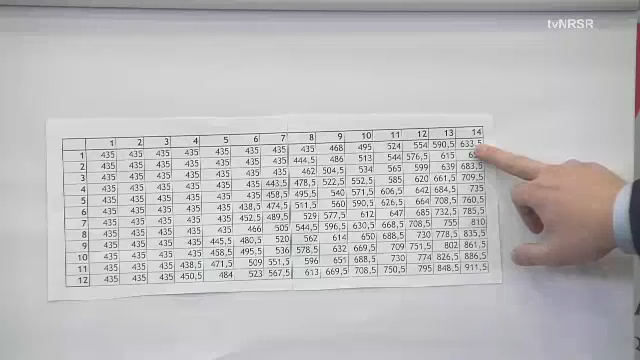 tvNRSR
1 2 3 4 5 6 7 8 9 10 11 12 13 14
1 435 435 435 435 435 435 435 435 468 495 524 554 590,5 633,5
2 435 435 435 435 435 435 435 444,5 486 513 544 576,5 615
3 435 435 435 435 435 435 435 462 504,5 534 565 599 639 683,5
4 435 435 435 435 435 435 443,5 478,5 522,5 552,5 585 620 661,5 709,5
5 435 435 435 435 435 435 458,5 495,5 540 571,5 606,5 642 684,5 735
6 435 435 435 435 435 438,5 474,5 511,5 560 590,5 626,5 664 708,5 760,5
7 435 435 435 435 435 452,5 489,5 529 577,5 612 647 685 732,5 785,5
8 435 435 435 435 435 466 505 544,5 596,5 630,5 668,5 708,5 755 810
9 435 435 435 435 445,5 480,5 520 562 614 650 688,5 730 778,5 835,5
10 435 435 435 435 458,5 495,5 536 578,5 632 669,5 709 751,5 802 861,5
11 435 435 435 438,5 471,5 509 551,5 596 651 688,5 730 774 826,5 886,5
12 435 435 435 450,5 484 523 567,5 613 669,5 708,5 750,5 795 848,5 911,5